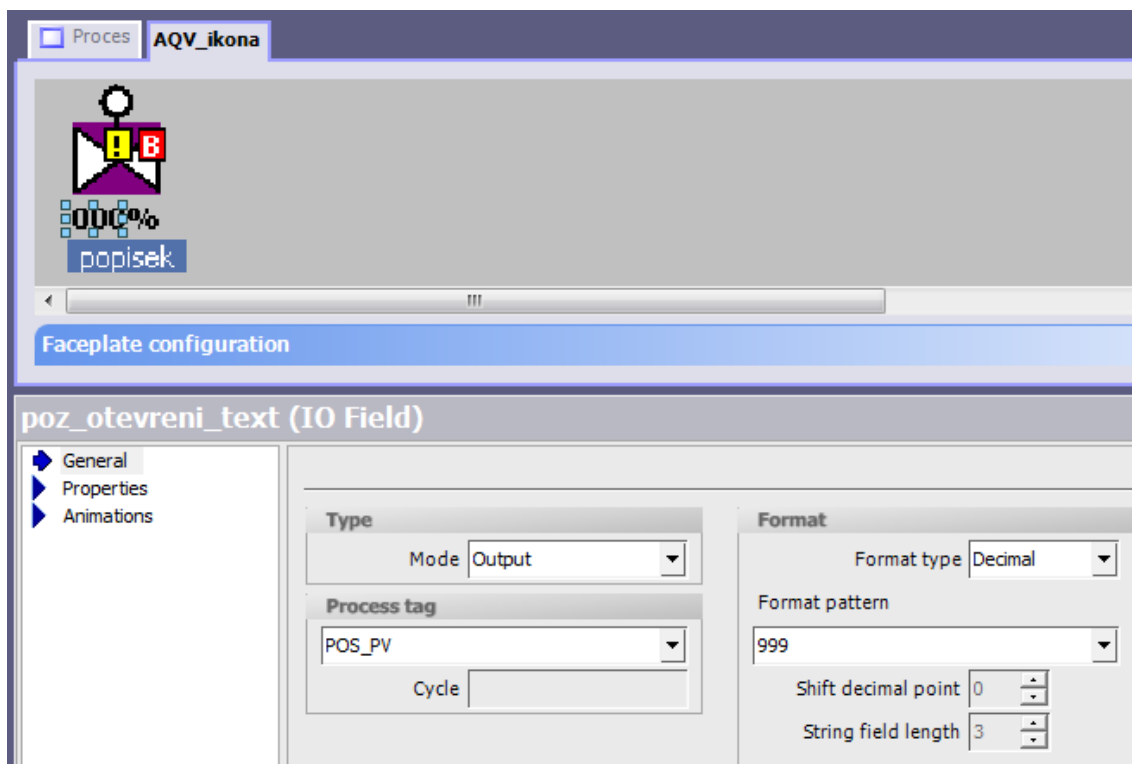 Proces AQV_ikona
! B
000%
popisek
Faceplate configuration
poz_otevreni_text (IO Field)
General
Properties
Animations
Type
Mode Output
Process tag
POS_PV
Cycle
Format
Format type Decimal
Format pattern
999
Shift decimal point 0
String field length 3